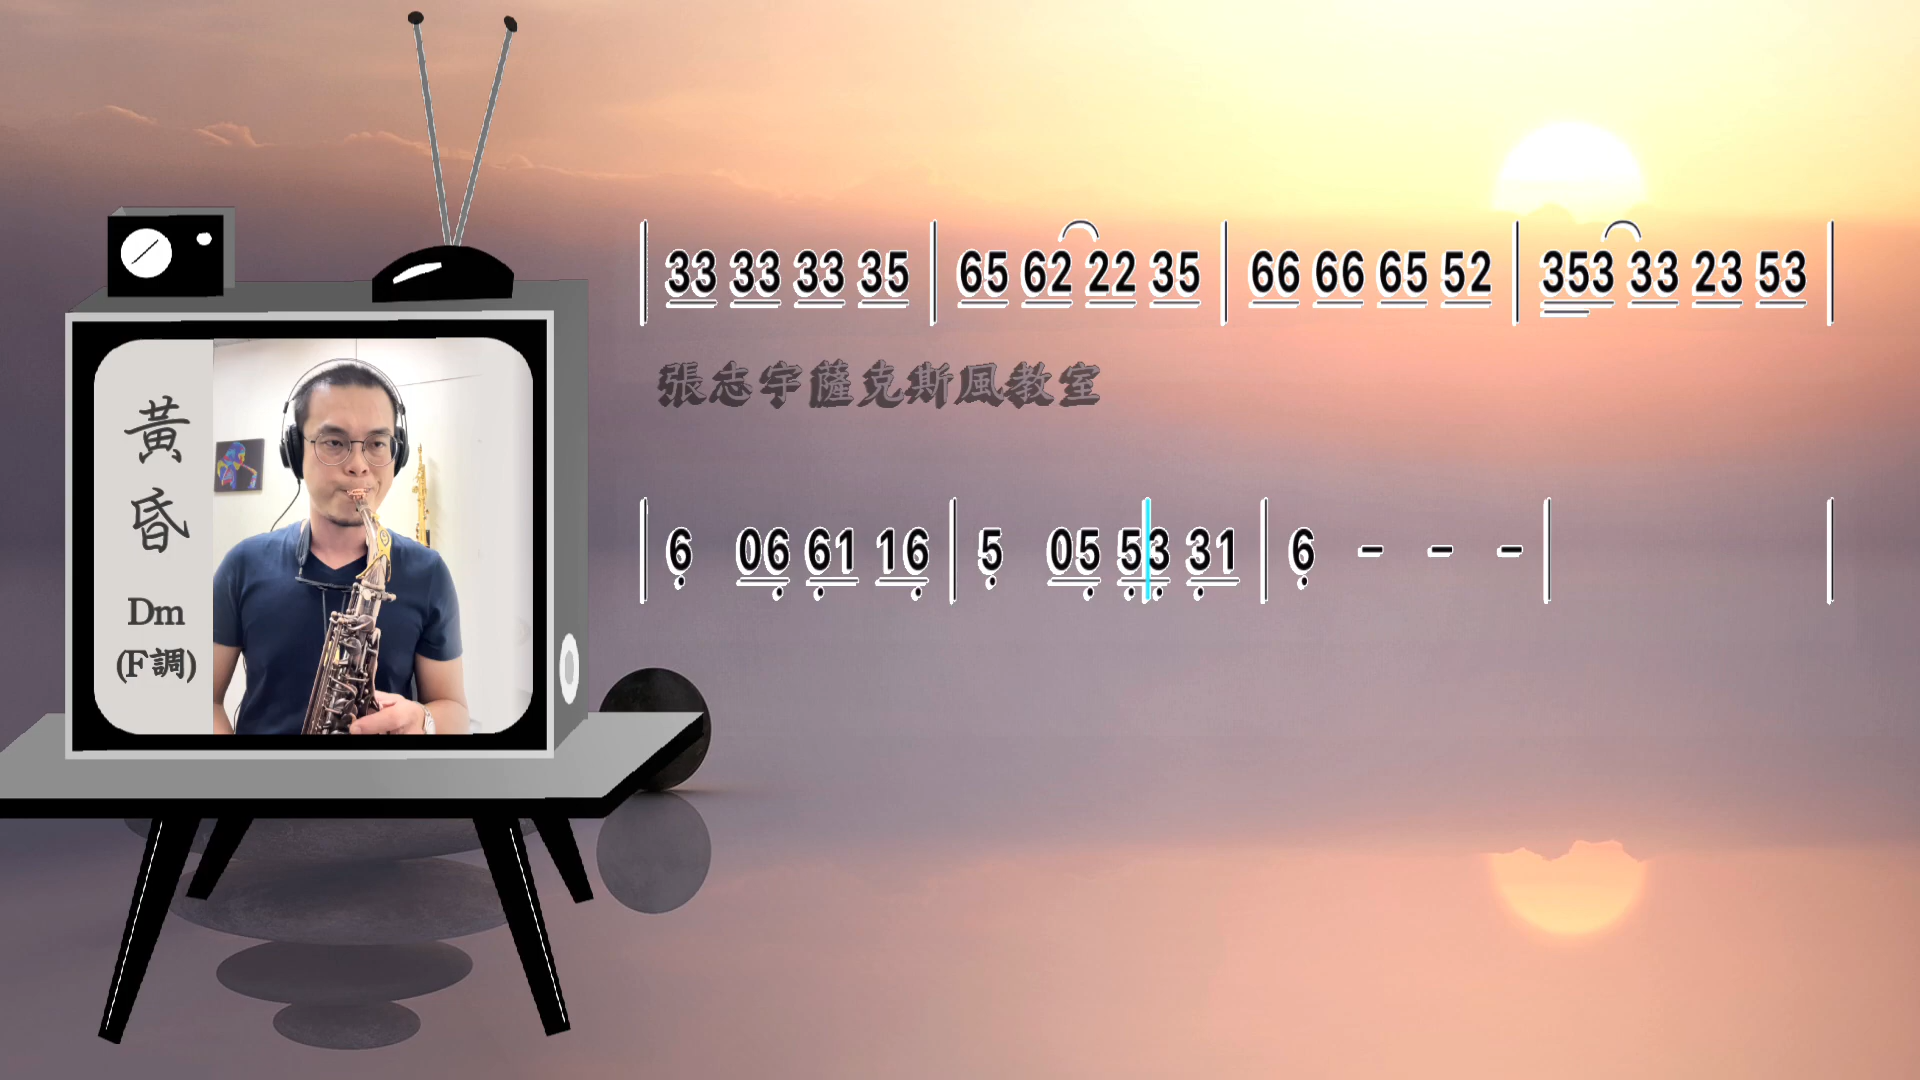 黃昏
Dm
(F調)
| 33 33 33 35 | 65 62 22 35 | 66 66 65 52 | 353 33 23 53 |
張志宇薩克斯風教室
| 6 06 61 16 | 5 05 53 31 | 6 - - - | |